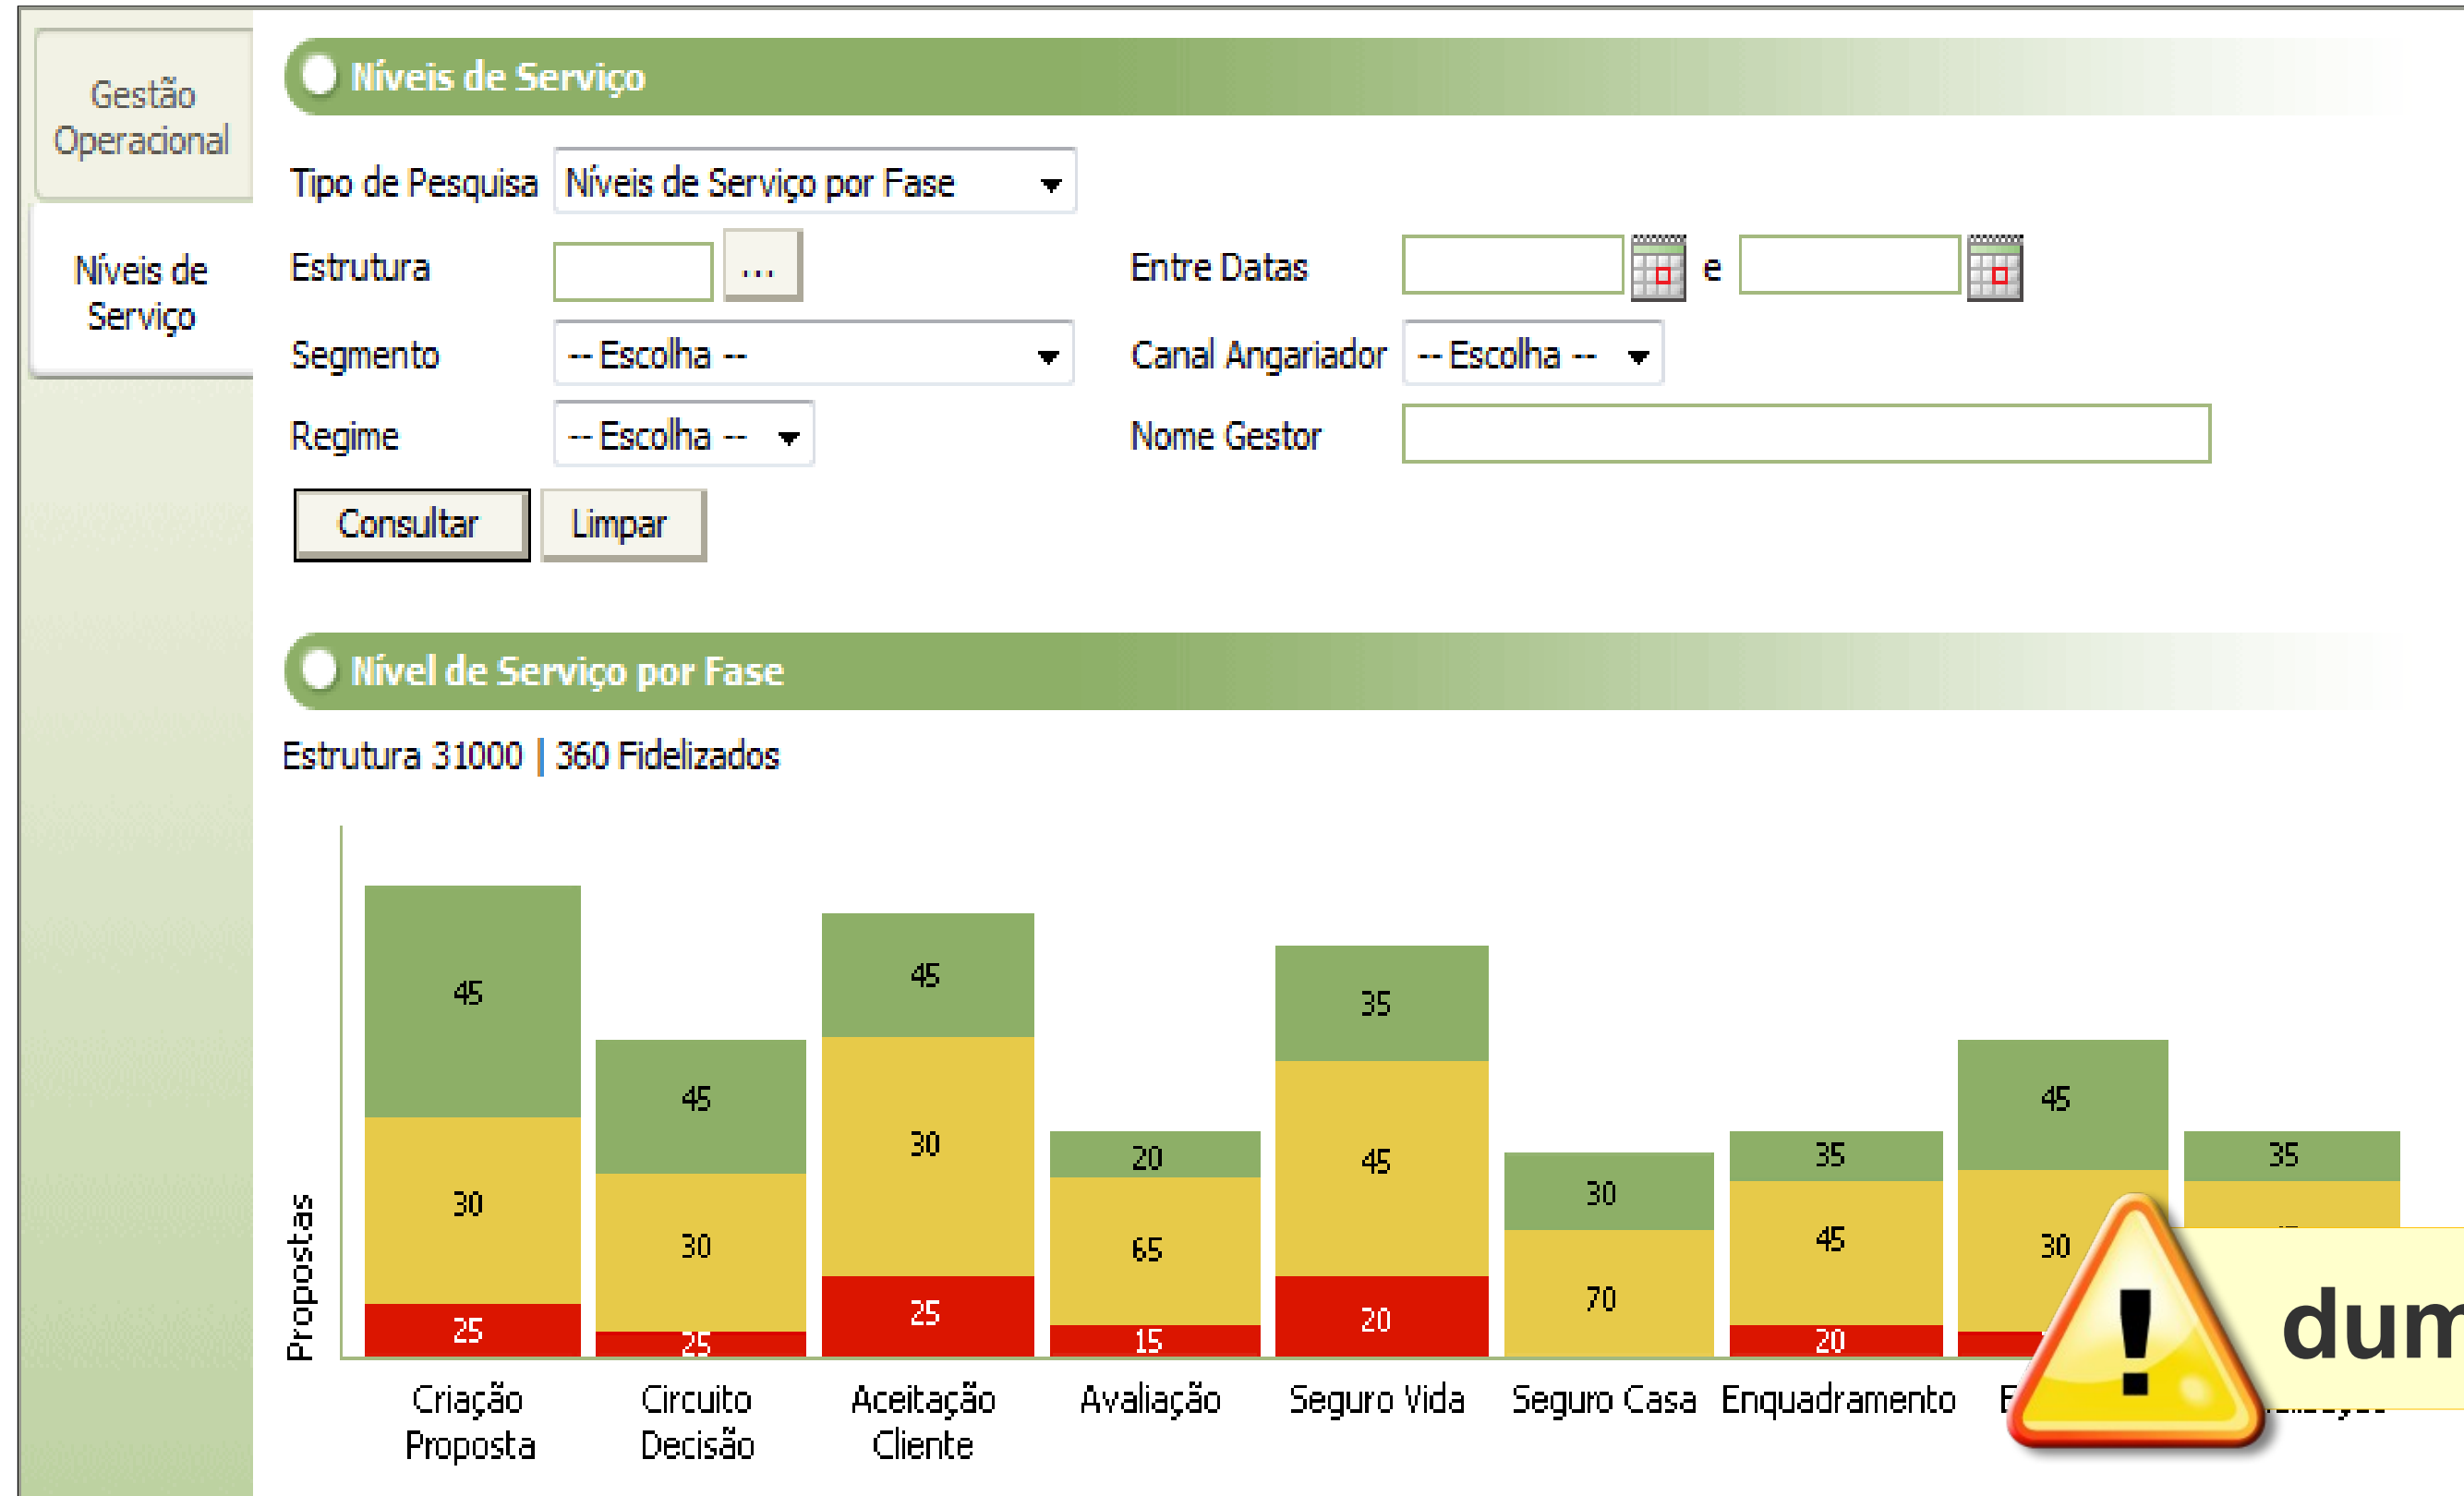 Gestão
Operacional
Níveis de
Serviço
Níveis de Serviço
Tipo de Pesquisa Níveis de Serviço por Fase
Estrutura ... Entre Datas e
Segmento -- Escolha -- Canal Angariador -- Escolha --
Regime -- Escolha -- Nome Gestor
Consultar Limpar
Nível de Serviço por Fase
Estrutura 31000 | 360 Fidelizados
Propostas
45 45 45 20 35 30 35 45 35
30 30 30 65 45 70 45 30
25 25 25 15 20 20
!
Criação Proposta
Circuito Decisão
Aceitação Cliente
Avaliação
Seguro Vida
Seguro Casa
Enquadramento